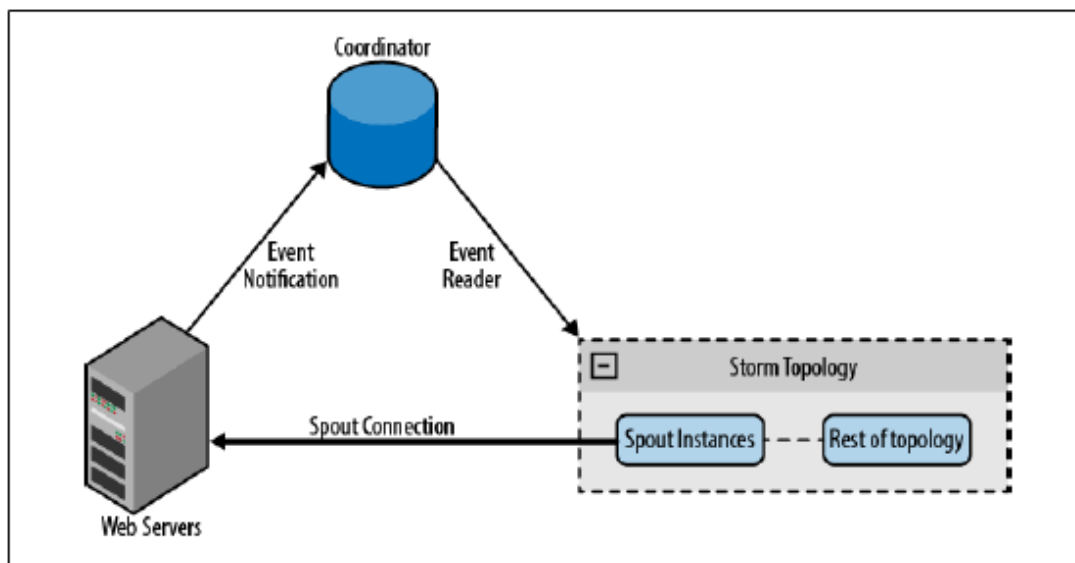 Coordinator
Event
Notification
Event
Reader
Storm Topology
Spout Connection
Spout Instances
Rest of topology
Web Servers